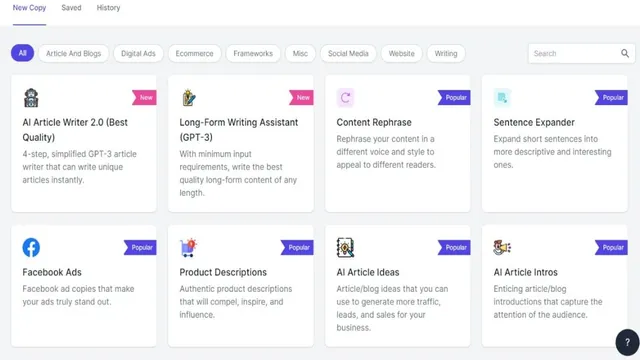 New Copy Saved History
All Article And Blogs Digital Ads Ecommerce Frameworks Misc Social Media Website Writing Search
New New Popular Popular
AI Article Writer 2.0 (Best
Quality)
4-step, simplified GPT-3 article
writer that can write unique
articles instantly.
Long-Form Writing Assistant
(GPT-3)
With minimum input
requirements, write the best
quality long-form content of any
length.
Content Rephrase
Rephrase your content in a
different voice and style to
appeal to different readers.
Sentence Expander
Expand short sentences into
more descriptive and interesting
ones.
Popular Popular Popular Popular
Facebook Ads
Facebook ad copies that make
your ads truly stand out.
Product Descriptions
Authentic product descriptions
that will compel, inspire, and
influence.
AI Article Ideas
Article/blog ideas that you can
use to generate more traffic,
leads, and sales for your
business.
AI Article Intros
Enticing article/blog
introductions that capture the
attention of the audience.
?